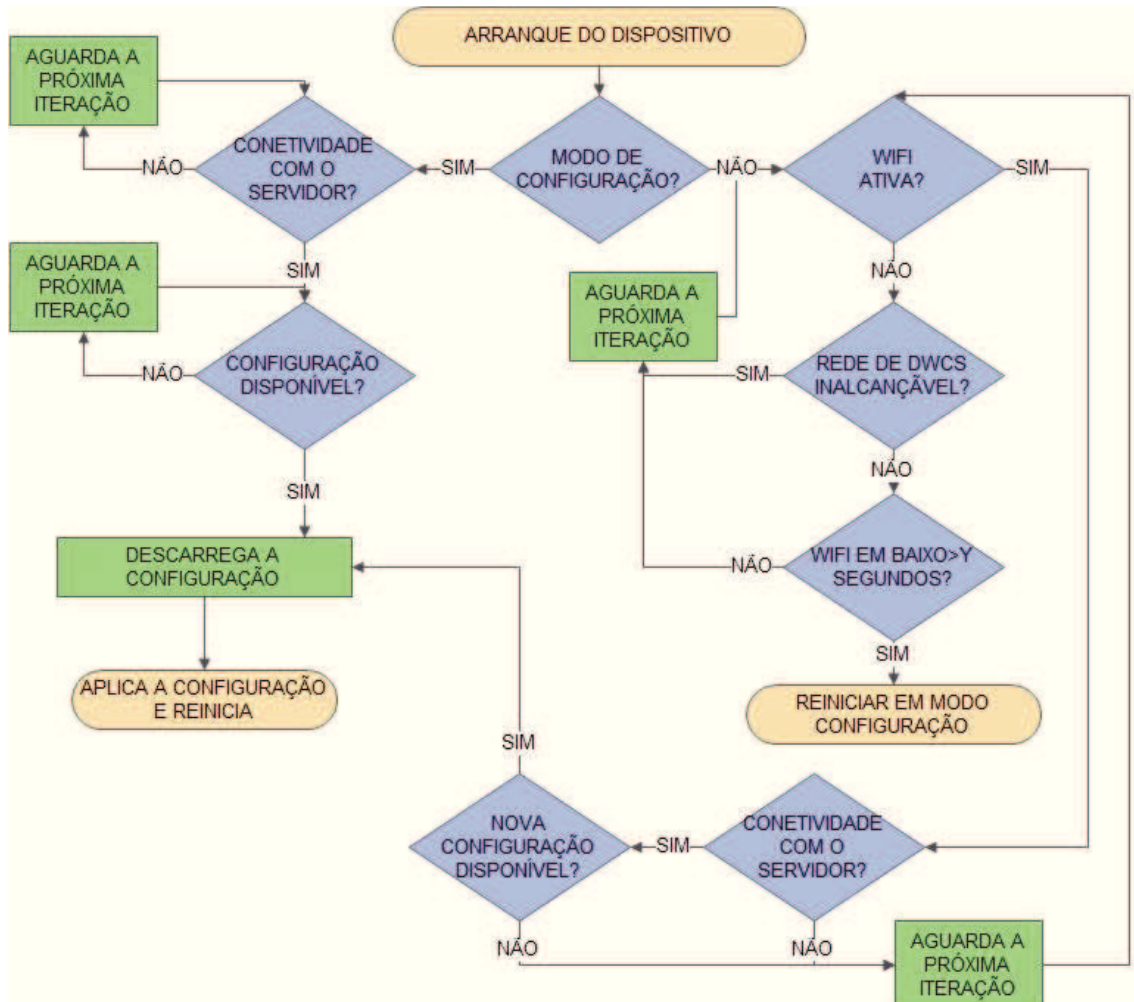 ARRANQUE DO DISPOSITIVO
AGUARDA A
PRÓXIMA
ITERAÇÃO
CONETIVIDADE
COM O
SERVIDOR?
NÃO
SIM
MODO DE
CONFIGURAÇÃO?
NÃO
WIFI
ATIVA?
SIM
SIM
NÃO
AGUARDA A
PRÓXIMA
ITERAÇÃO
CONFIGURAÇÃO
DISPONÍVEL?
NÃO
SIM
AGUARDA A
PRÓXIMA
ITERAÇÃO
REDE DE DWCS
INALCANÇÃVEL?
SIM
NÃO
WIFI EM BAIXO>Y
SEGUNDOS?
NÃO
SIM
DESCARREGA A
CONFIGURAÇÃO
APLICA A CONFIGURAÇÃO
E REINICIA
REINICIAR EM MODO
CONFIGURAÇÃO
SIM
NOVA
CONFIGURAÇÃO
DISPONÍVEL?
SIM
CONETIVIDADE
COM O
SERVIDOR?
NÃO
NÃO
AGUARDA A
PRÓXIMA
ITERAÇÃO